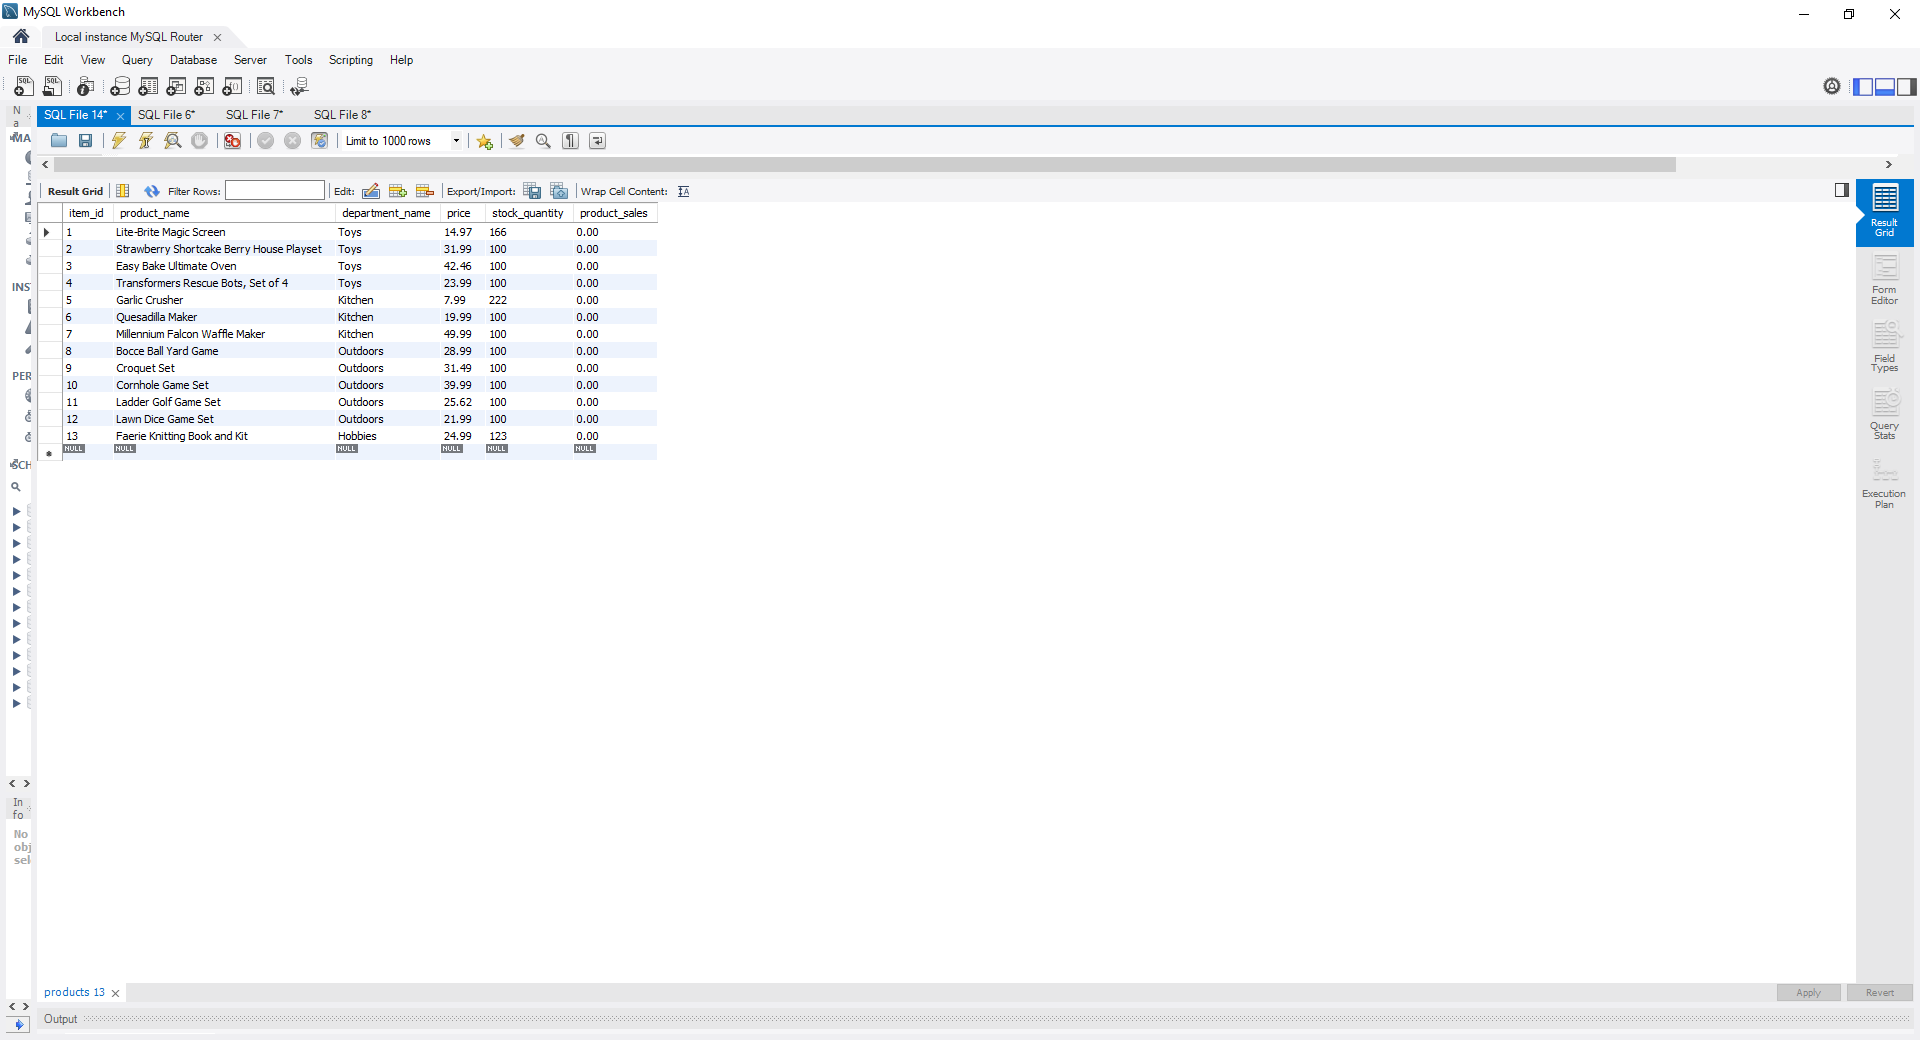 MySQL Workbench
Local instance MySQL Router
File Edit View Query Database Server Tools Scripting Help
SQL File 14* SQL File 6* SQL File 7* SQL File 8*
Limit to 1000 rows
Result Grid Filter Rows: Edit: Export/Import: Wrap Cell Content:
item_id product_name department_name price stock_quantity product_sales
1 Lite-Brite Magic Screen Toys 14.97 166 0.00
2 Strawberry Shortcake Berry House Playset Toys 31.99 100 0.00
3 Easy Bake Ultimate Oven Toys 42.46 100 0.00
4 Transformers Rescue Bots, Set of 4 Toys 23.99 100 0.00
5 Garlic Crusher Kitchen 7.99 222 0.00
6 Quesadilla Maker Kitchen 19.99 100 0.00
7 Millennium Falcon Waffle Maker Kitchen 49.99 100 0.00
8 Bocce Ball Yard Game Outdoors 28.99 100 0.00
9 Croquet Set Outdoors 31.49 100 0.00
10 Cornhole Game Set Outdoors 39.99 100 0.00
11 Ladder Golf Game Set Outdoors 25.62 100 0.00
12 Lawn Dice Game Set Outdoors 21.99 100 0.00
13 Faerie Knitting Book and Kit Hobbies 24.99 123 0.00
NULL NULL NULL NULL NULL NULL
Na
MA
INS
PER
SCH
In
fo
No
obj
sel
Result
Grid
Form
Editor
Field
Types
Query
Stats
Execution
Plan
products 13
Apply Revert
Output